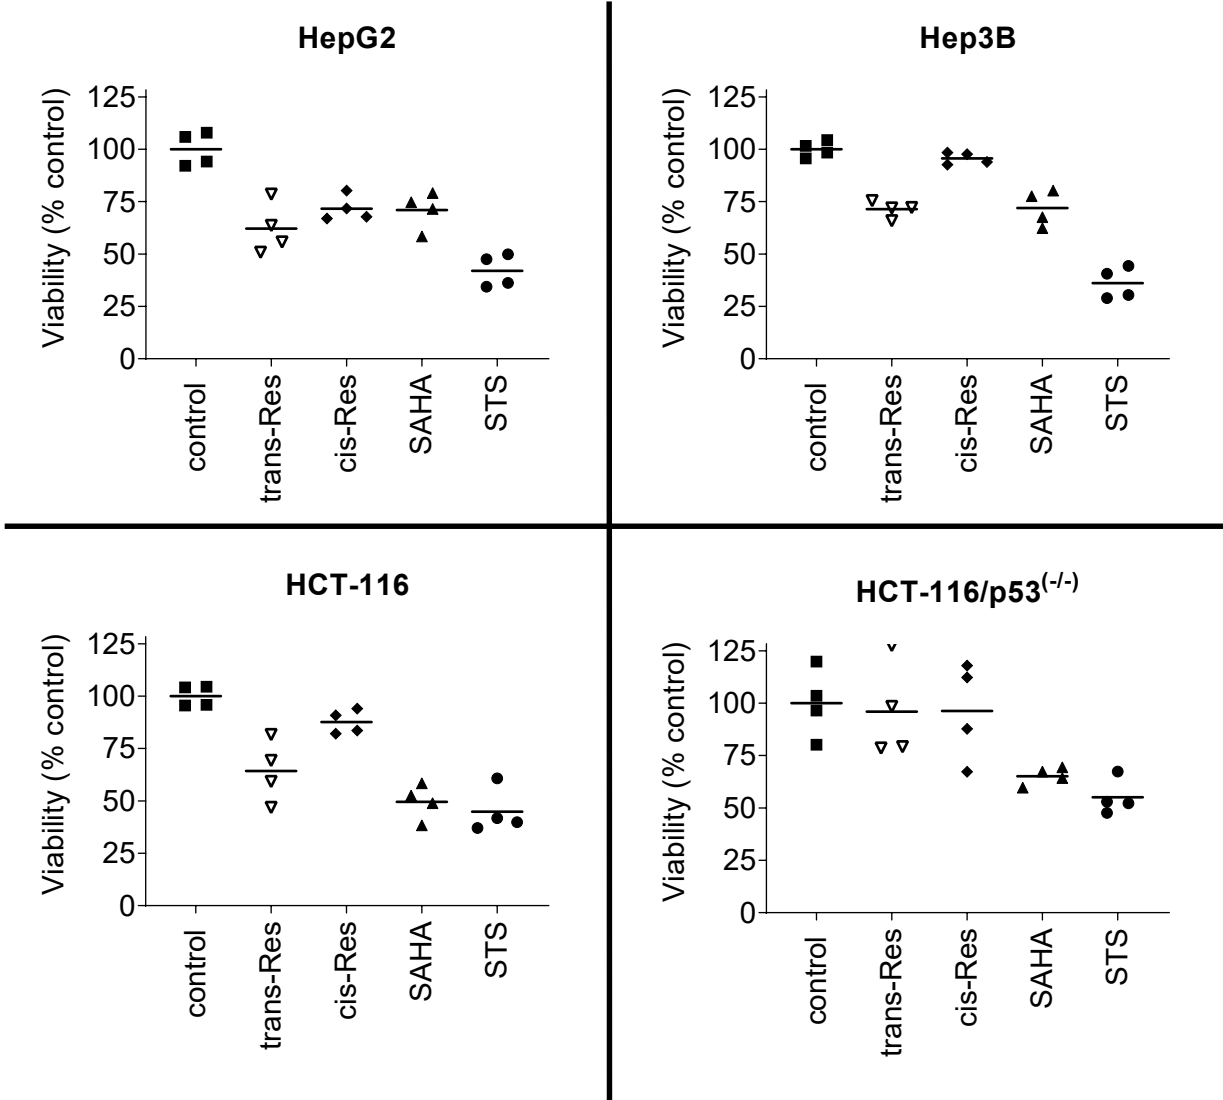 HepG2
Viability (% control)
125
100
75
50
25
0
control
trans-Res
cis-Res
SAHA
STS
Hep3B
Viability (% control)
125
100
75
50
25
0
control
trans-Res
cis-Res
SAHA
STS
HCT-116
Viability (% control)
125
100
75
50
25
0
control
trans-Res
cis-Res
SAHA
STS
HCT-116/p53(-/-)
Viability (% control)
125
100
75
50
25
0
control
trans-Res
cis-Res
SAHA
STS